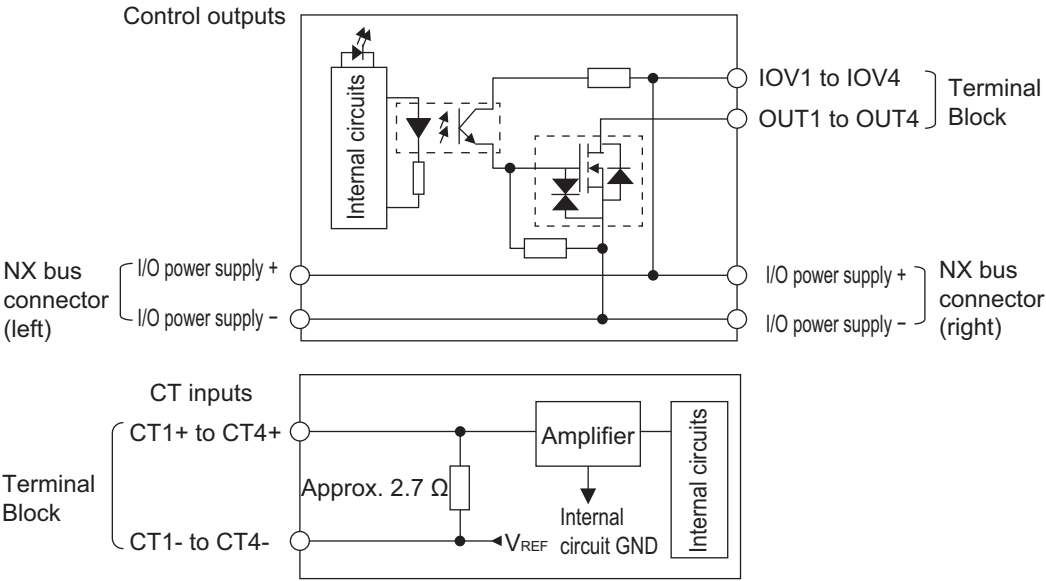 Control outputs
Internal circuits
IOV1 to IOV4
OUT1 to OUT4
Terminal
Block
NX bus
connector
(left)
I/O power supply +
I/O power supply −
I/O power supply +
I/O power supply −
NX bus
connector
(right)
CT inputs
CT1+ to CT4+
Terminal
Block
CT1- to CT4-
Approx. 2.7 Ω
Amplifier
VREF
Internal
circuit GND
Internal circuits